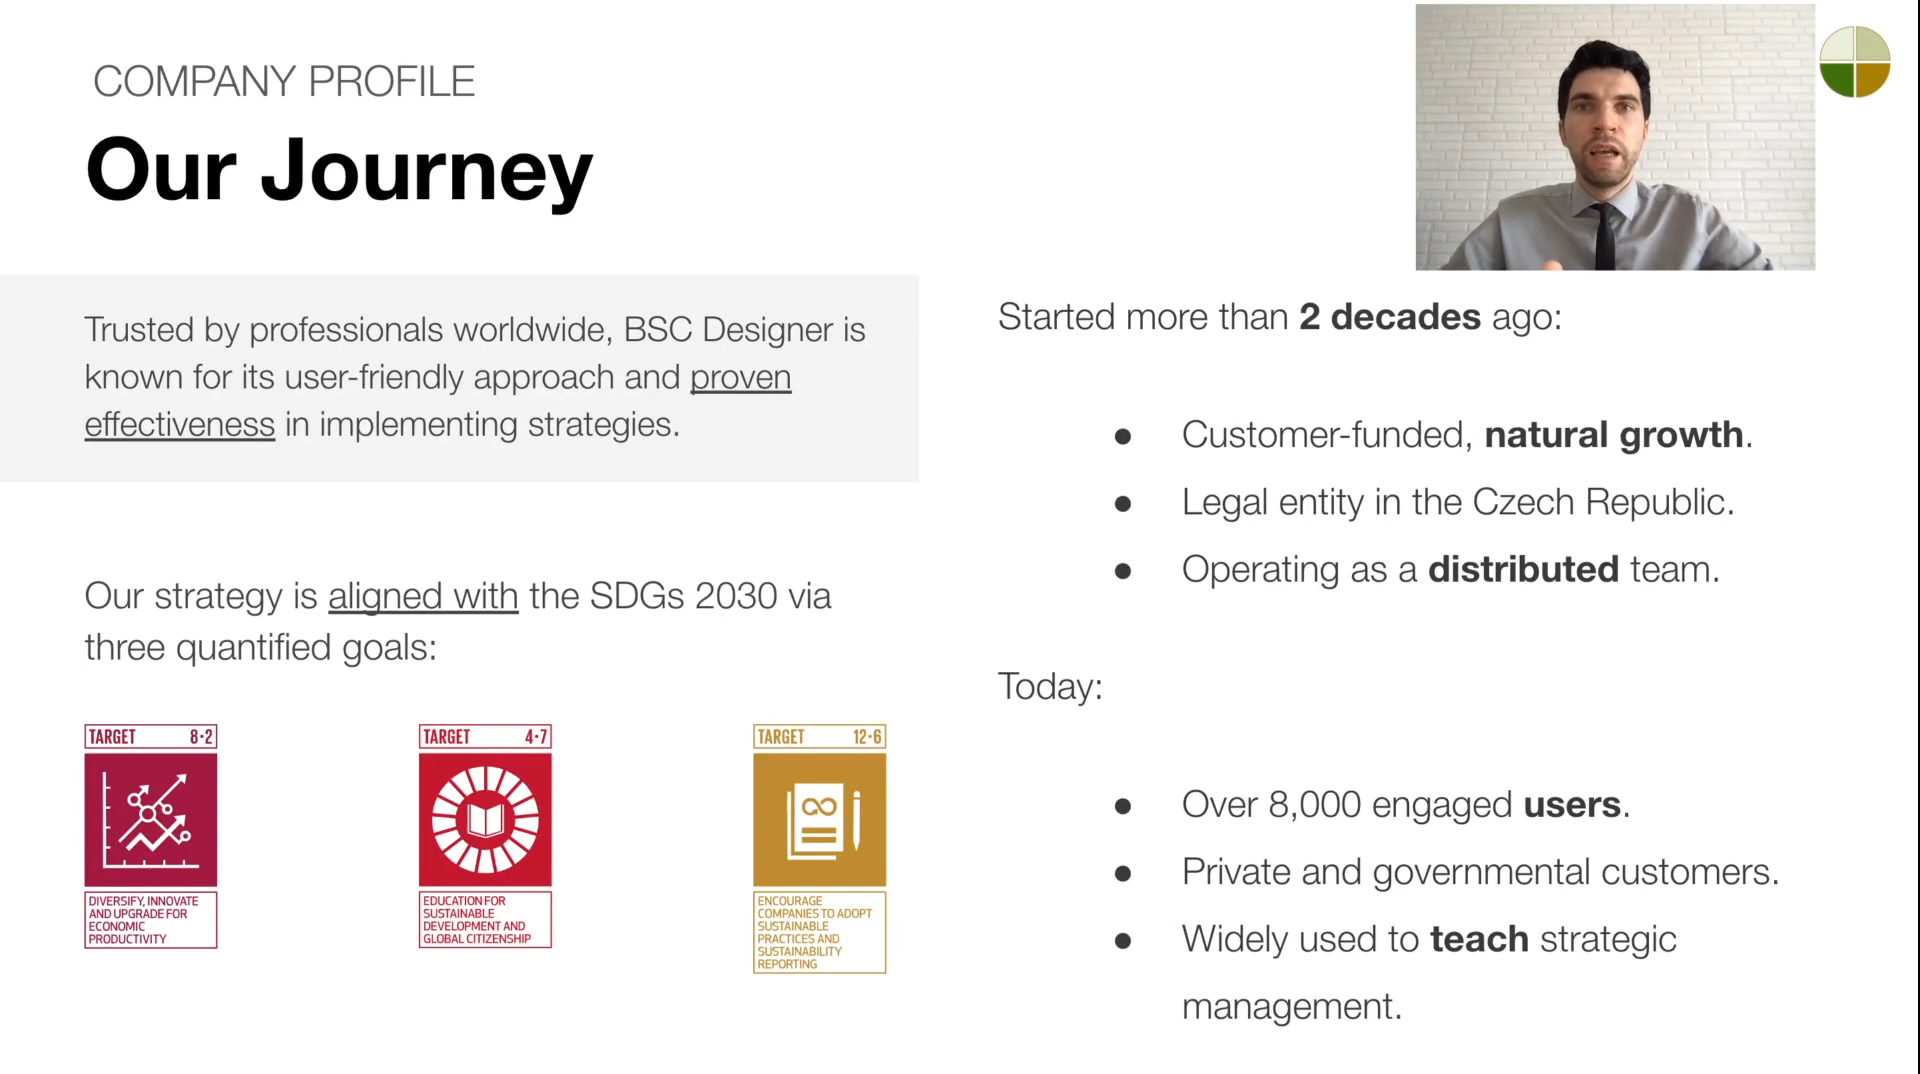 COMPANY PROFILE
Our Journey
Trusted by professionals worldwide, BSC Designer is
known for its user-friendly approach and proven
effectiveness in implementing strategies.
Our strategy is aligned with the SDGs 2030 via
three quantified goals:
TARGET 8·2
DIVERSIFY, INNOVATE
AND UPGRADE FOR
ECONOMIC
PRODUCTIVITY
TARGET 4·7
EDUCATION FOR
SUSTAINABLE
DEVELOPMENT AND
GLOBAL CITIZENSHIP
TARGET 12·6
ENCOURAGE
COMPANIES TO ADOPT
SUSTAINABLE
PRACTICES AND
SUSTAINABILITY
REPORTING
Started more than 2 decades ago:
● Customer-funded, natural growth.
● Legal entity in the Czech Republic.
● Operating as a distributed team.
Today:
● Over 8,000 engaged users.
● Private and governmental customers.
● Widely used to teach strategic
management.